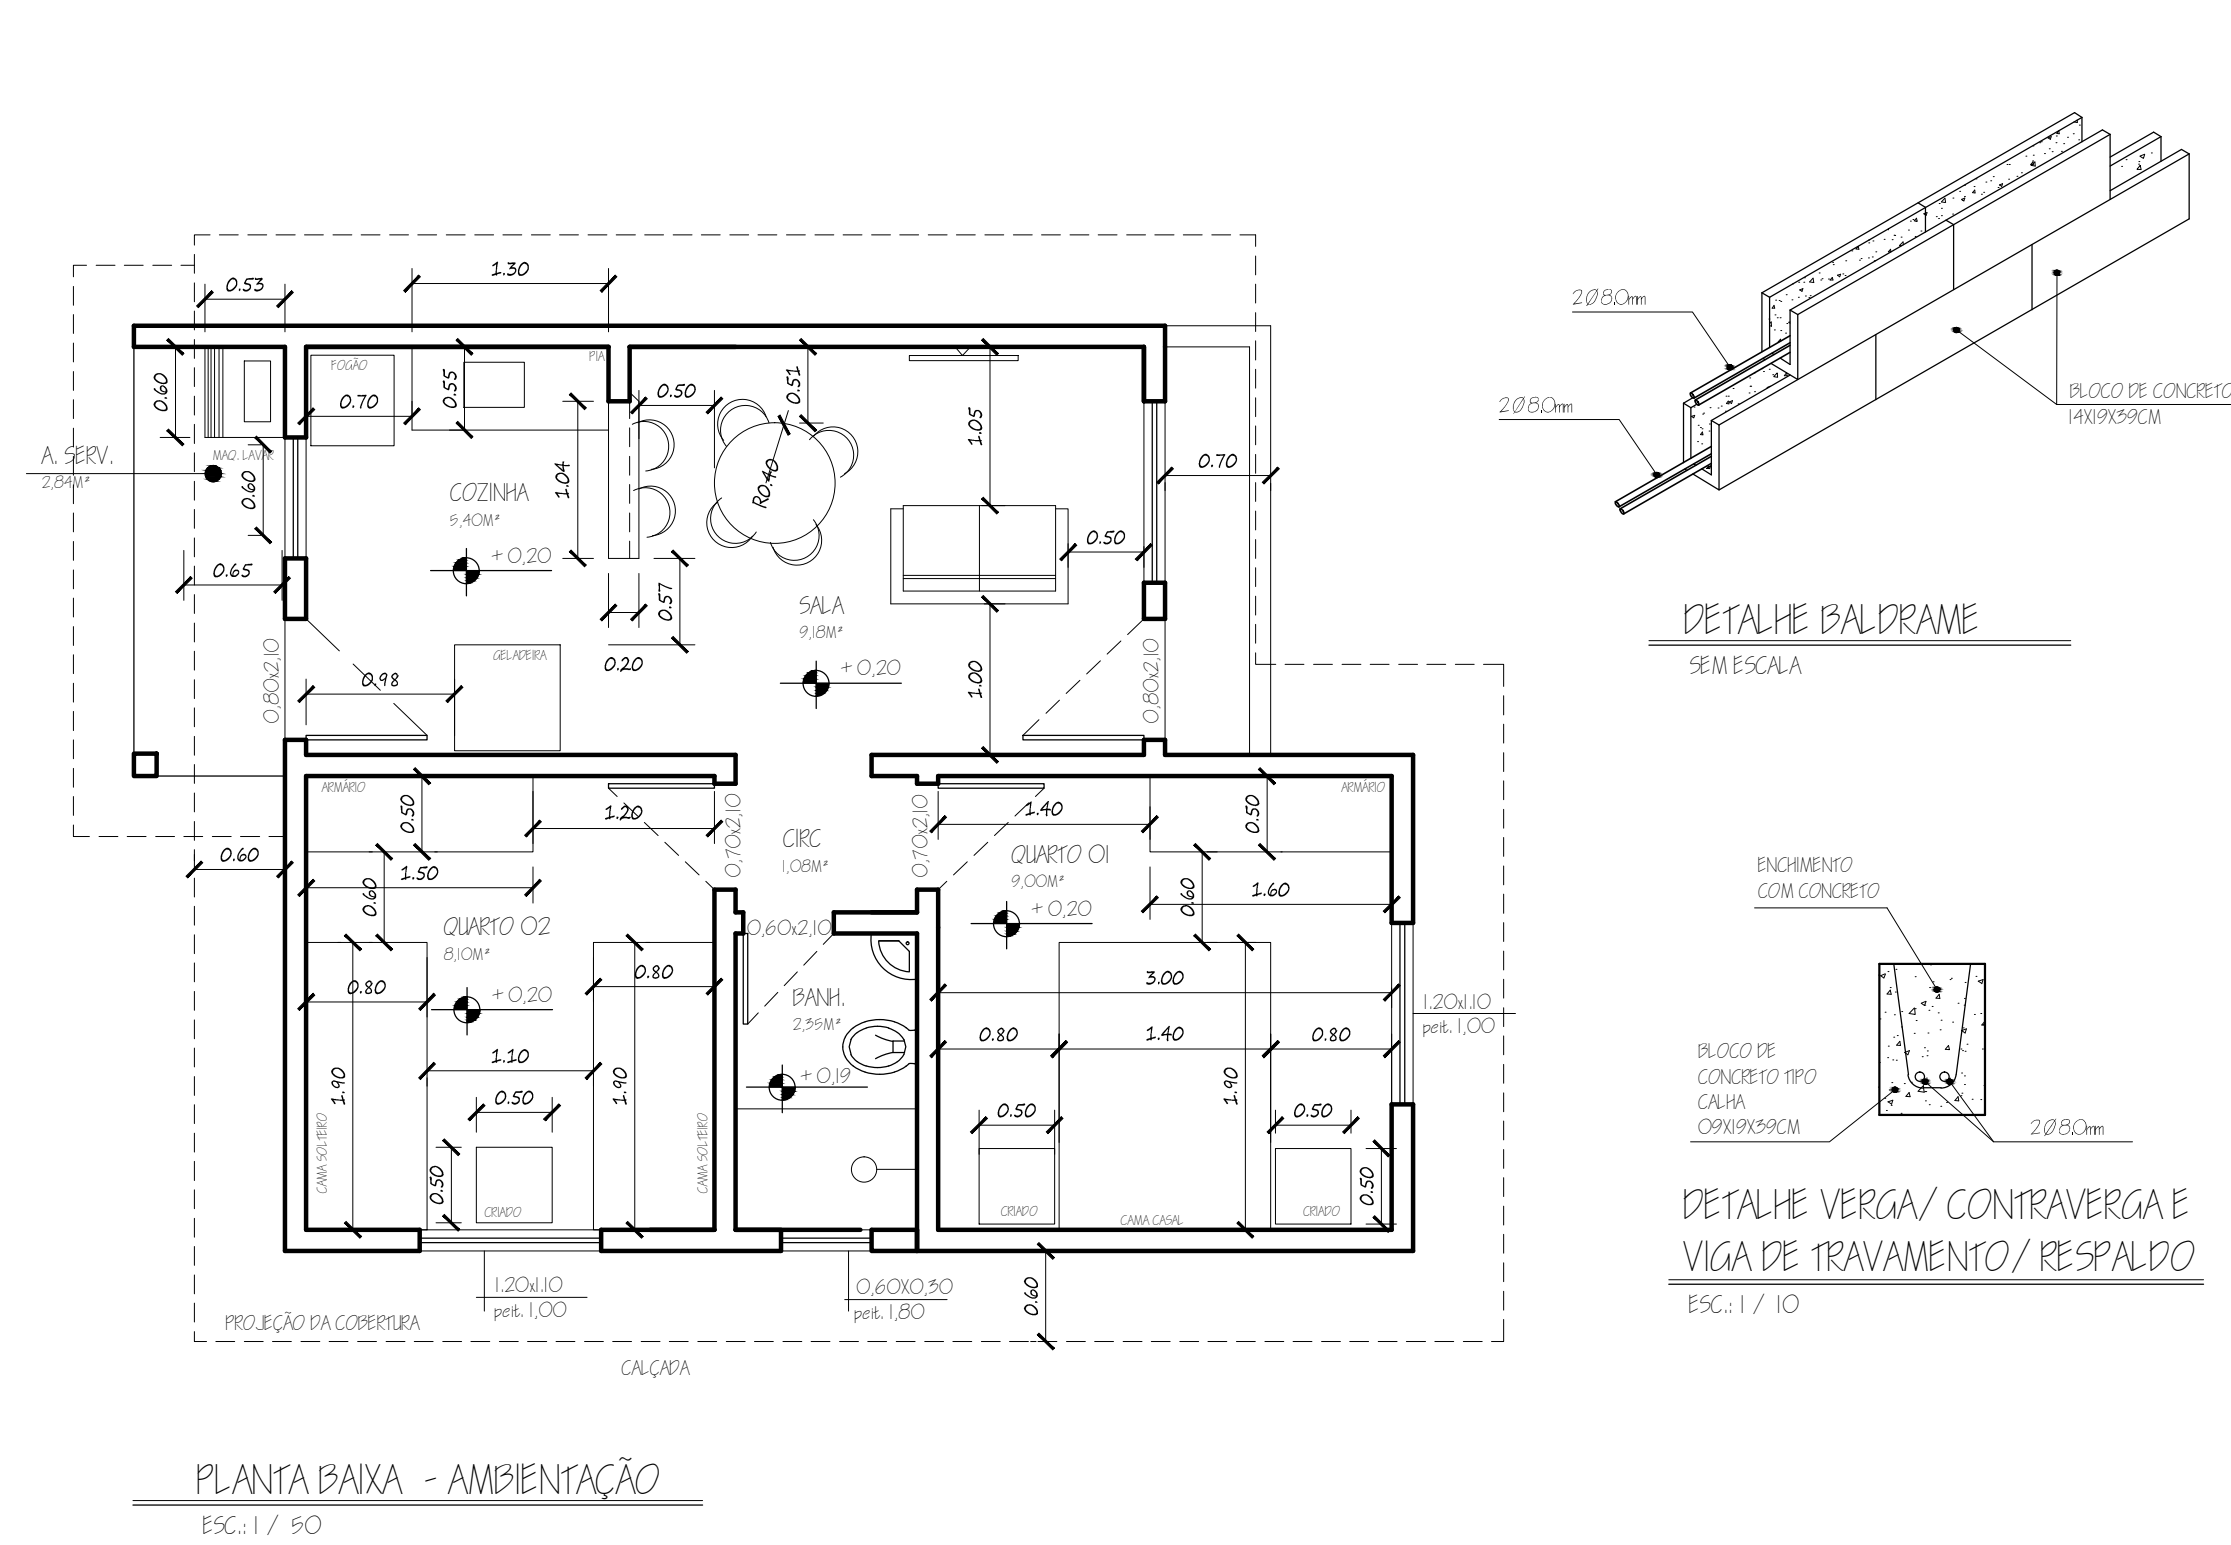 1.30
0.53
FOGÃO
PIA
0.60
0.70
0.55
0.50
0.51
1.05
R0.40
A. SERV.
2,84M²
MAQ. LAVAR
0.60
COZINHA
5,40M²
1.04
0.70
0.50
+0,20
0.65
0.57
SALA
9,18M²
0.20
+0,20
GELADEIRA
0.98
0,80x2,10
1.00
0,80x2,10
ARMÁRIO
0.50
1.20
0,70x2,10
CIRC
1,08M²
0,70x2,10
1.40
0.50
ARMÁRIO
0.60
1.50
0.60
QUARTO 01
9,00M²
0.60
1.60
+0,20
QUARTO 02
8,10M²
0,60x2,10
0.80
0.80
+0,20
BANH.
2,35M²
3.00
1.20x1.10
peit. 1,00
0.80
1.40
0.80
1.10
1.90
1.90
+0,19
1.90
0.50
0.50
0.50
CAMA SOLTEIRO
CAMA SOLTEIRO
0.50
CRIADO
CRIADO
CAMA CASAL
CRIADO
0.50
1.20x1.10
peit. 1,00
0,60X0,30
peit. 1,80
0.60
PROJEÇÃO DA COBERTURA
CALÇADA
PLANTA BAIXA - AMBIENTAÇÃO
ESC.: 1 / 50
2Ø8.0mm
2Ø8.0mm
BLOCO DE CONCRETO
14X19X39CM
DETALHE BALDRAME
SEM ESCALA
ENCHIMENTO
COM CONCRETO
BLOCO DE
CONCRETO TIPO
CALHA
09X19X39CM
2Ø8.0mm
DETALHE VERGA/ CONTRAVERGA E
VIGA DE TRAVAMENTO/ RESPALDO
ESC.: 1 / 10